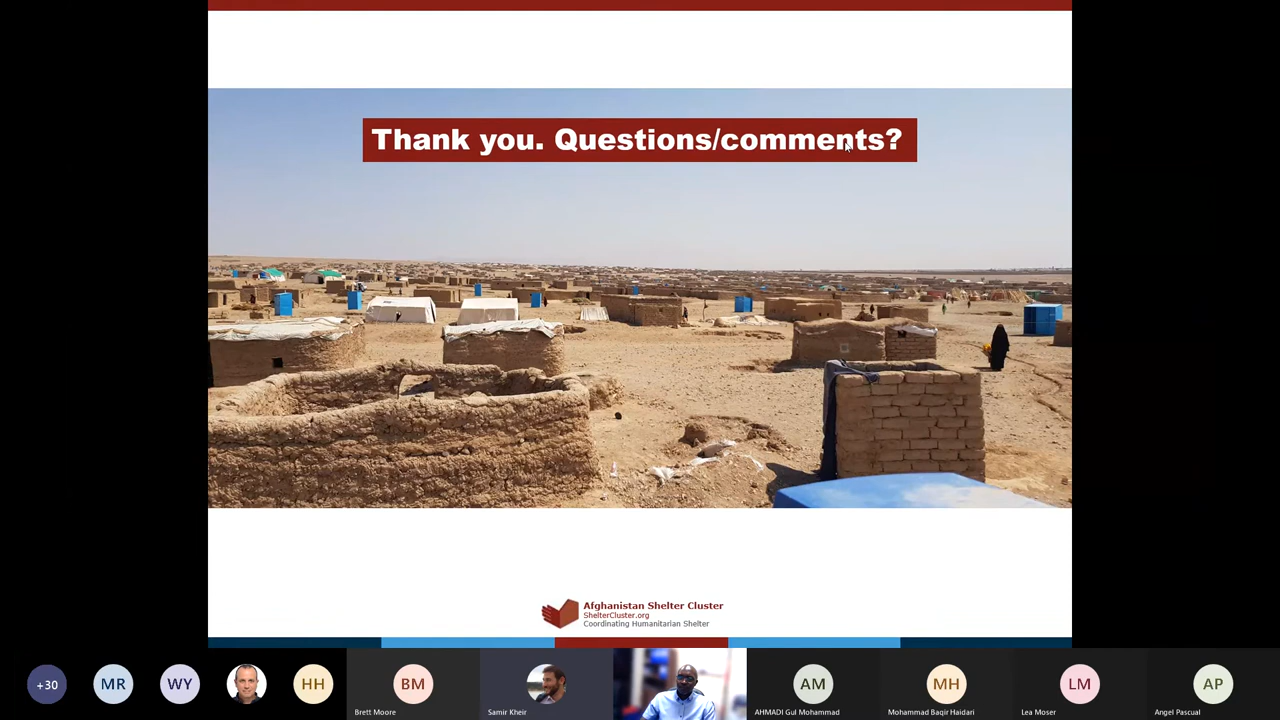 Thank you. Questions/comments?
Afghanistan Shelter Cluster
ShelterCluster.org
Coordinating Humanitarian Shelter
+30
MR
WY
HH
BM
Brett Moore
Samir Kheir
AM
AHMADI Gul Mohammad
MH
Mohammad Baqir Haidari
LM
Lea Moser
AP
Angel Pascual